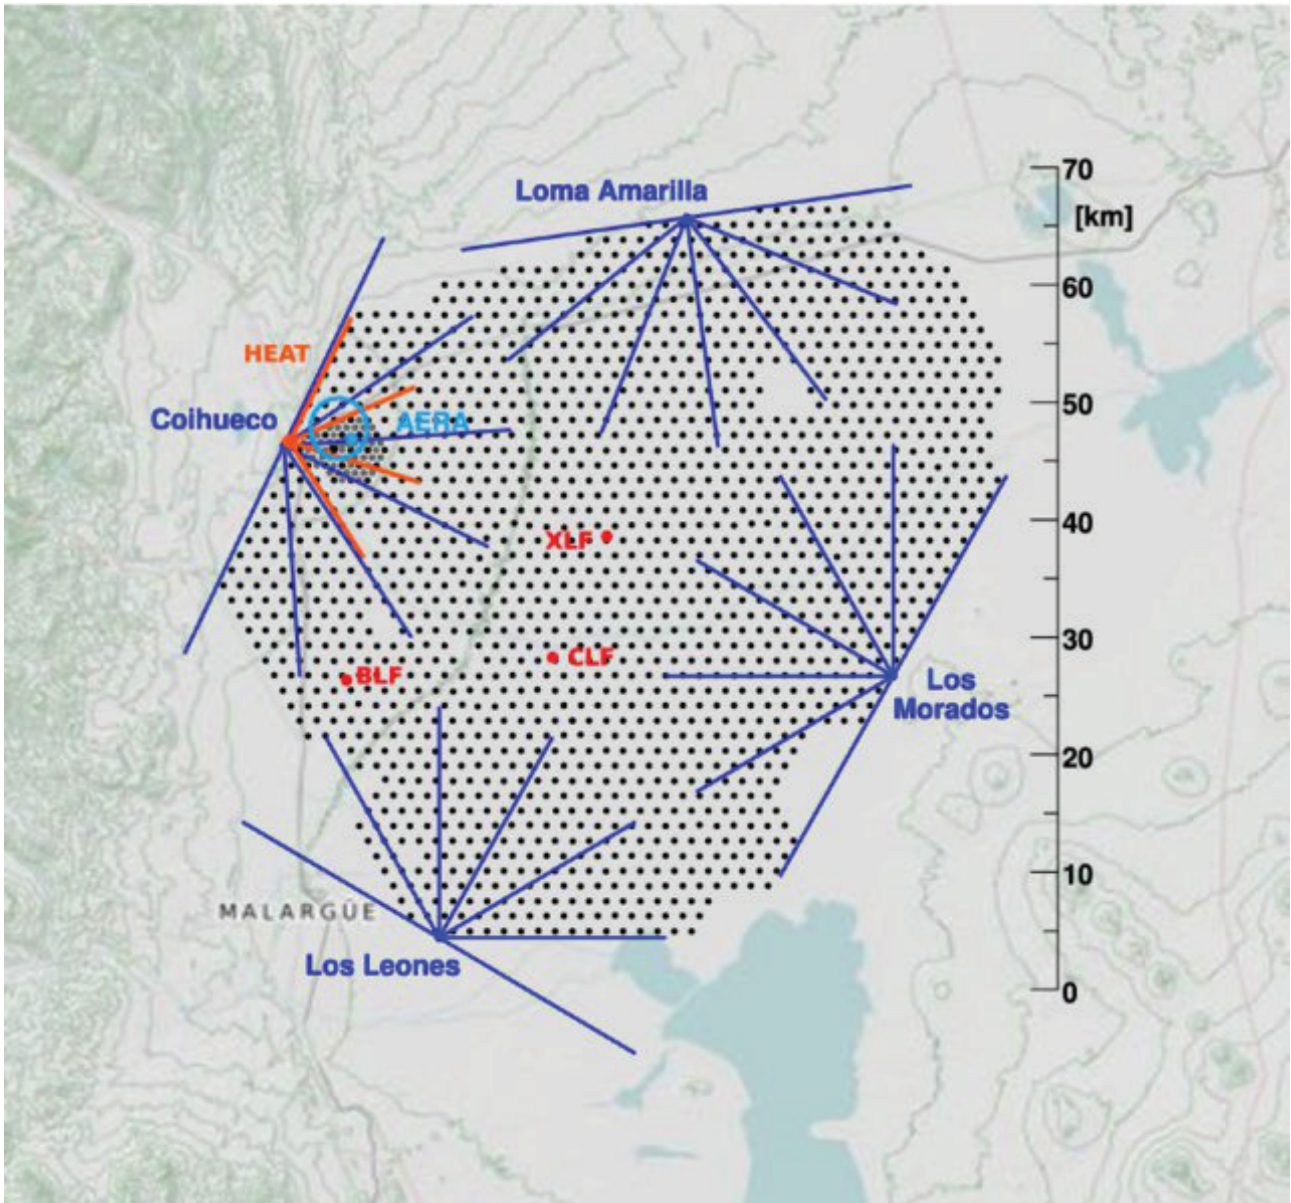 70
Loma Amarilla
[km]
60
HEAT
50
Coihueco
AERA
40
XLF
30
CLF
BLF
Los
Morados
20
10
MALARGÜE
Los Leones
0